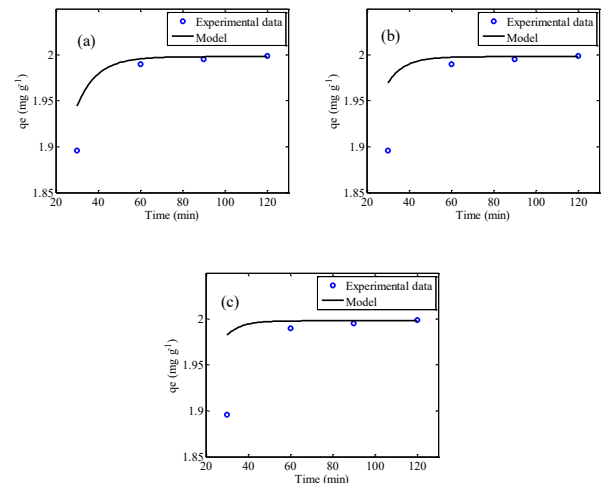 (a)
Experimental data
Model
2
1.95
1.9
1.85
qe (mg g-1)
20 40 60 80 100 120
Time (min)
(b)
Experimental data
Model
2
1.95
1.9
1.85
qe (mg g-1)
20 40 60 80 100 120
Time (min)
(c)
Experimental data
Model
2
1.95
1.9
1.85
qe (mg g-1)
20 40 60 80 100 120
Time (min)